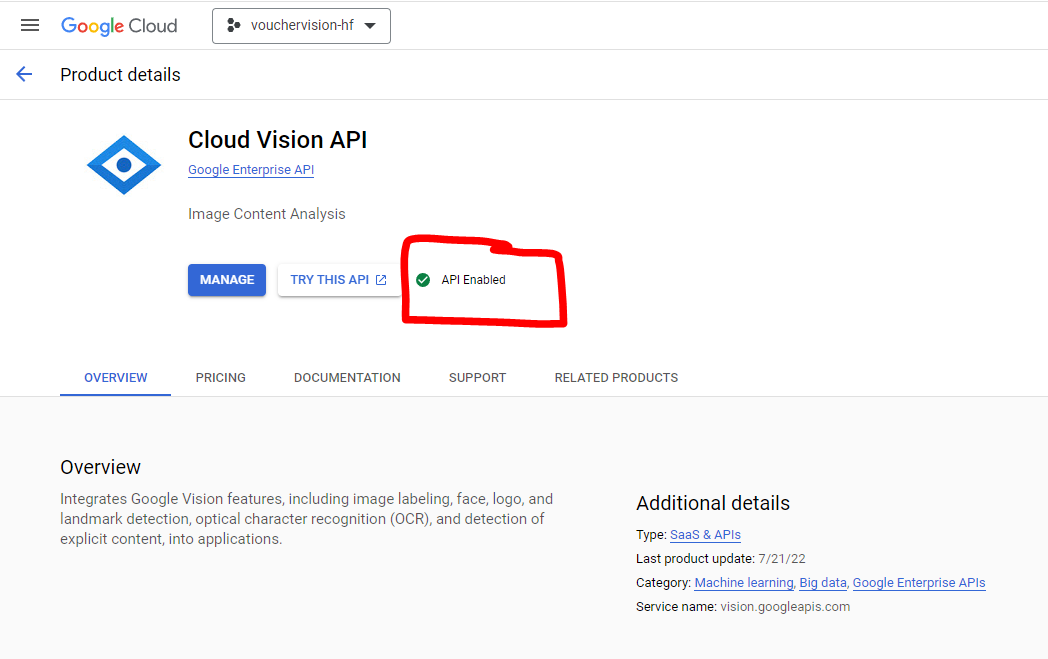 Google Cloud
vouchervision-hf
Product details
Cloud Vision API
Google Enterprise API
Image Content Analysis
MANAGE
TRY THIS API
API Enabled
OVERVIEW
PRICING
DOCUMENTATION
SUPPORT
RELATED PRODUCTS
Overview
Integrates Google Vision features, including image labeling, face, logo, and
landmark detection, optical character recognition (OCR), and detection of
explicit content, into applications.
Additional details
Type: SaaS & APIs
Last product update: 7/21/22
Category: Machine learning, Big data, Google Enterprise APIs
Service name: vision.googleapis.com